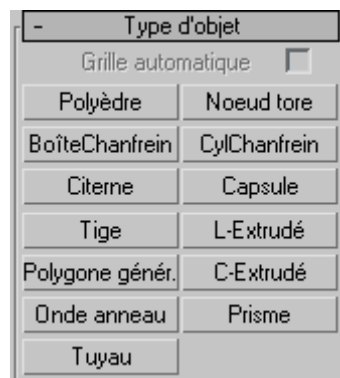 - Type d'objet
Grille automatique
Polyèdre Noeud tore
BoîteChanfrein CylChanfrein
Citerne Capsule
Tige L-Extrudé
Polygone génér. C-Extrudé
Onde anneau Prisme
Tuyau